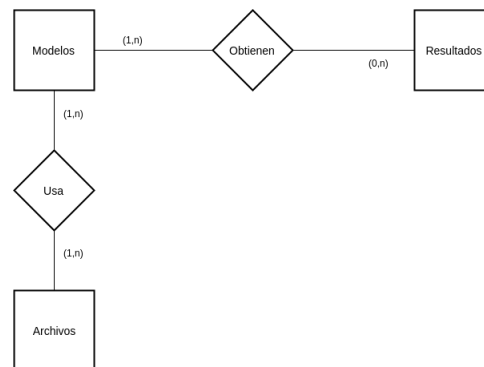 Modelos
(1,n)
Obtienen
(0,n)
Resultados
(1,n)
Usa
(1,n)
Archivos